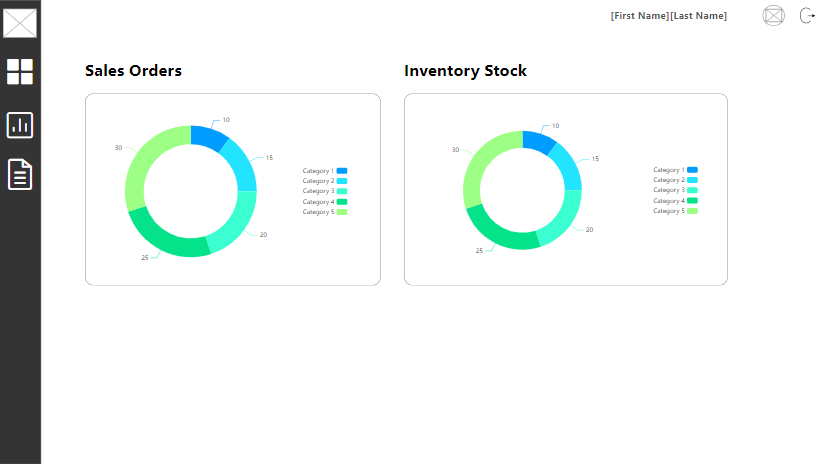 [First Name][Last Name]
Sales Orders
Inventory Stock
10
15
20
25
30
Category 1
Category 2
Category 3
Category 4
Category 5
10
15
20
25
30
Category 1
Category 2
Category 3
Category 4
Category 5